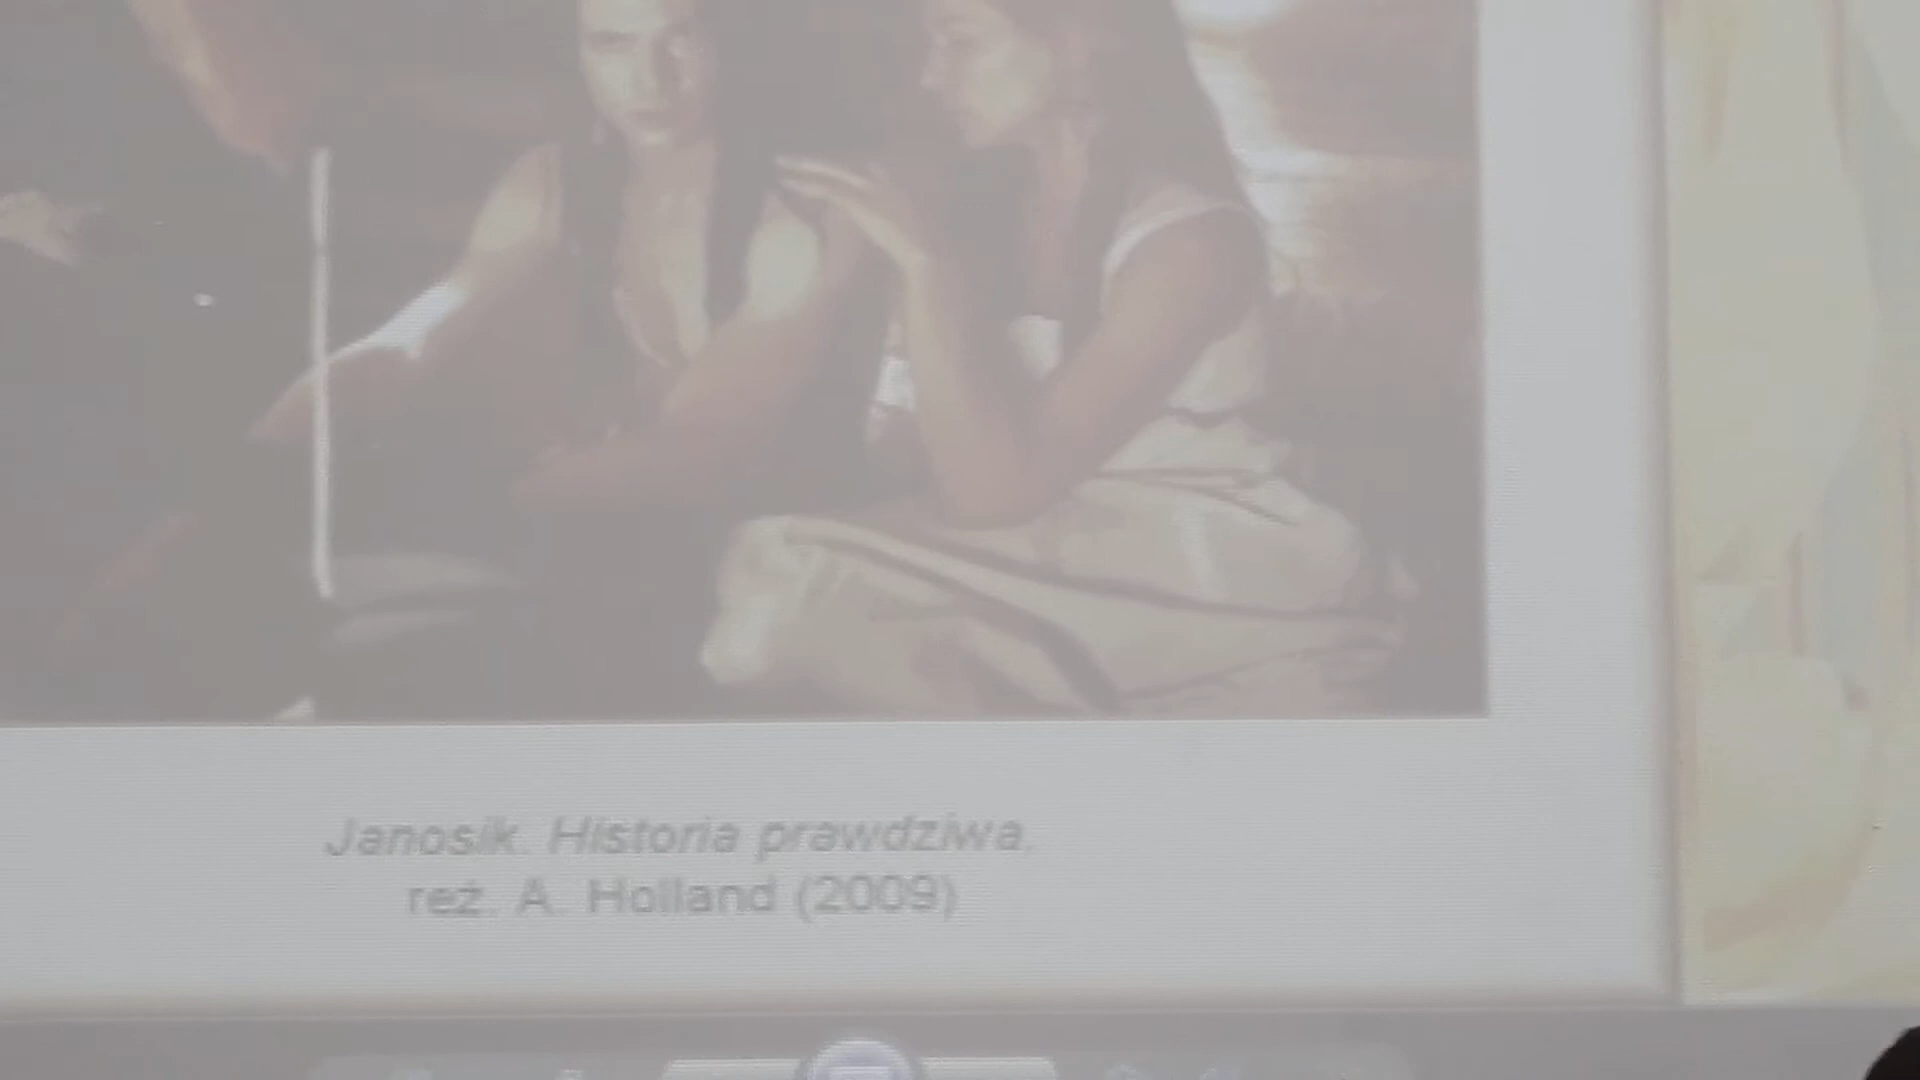 Janosik. Historia prawdziwa,
reż. A. Holland (2009)